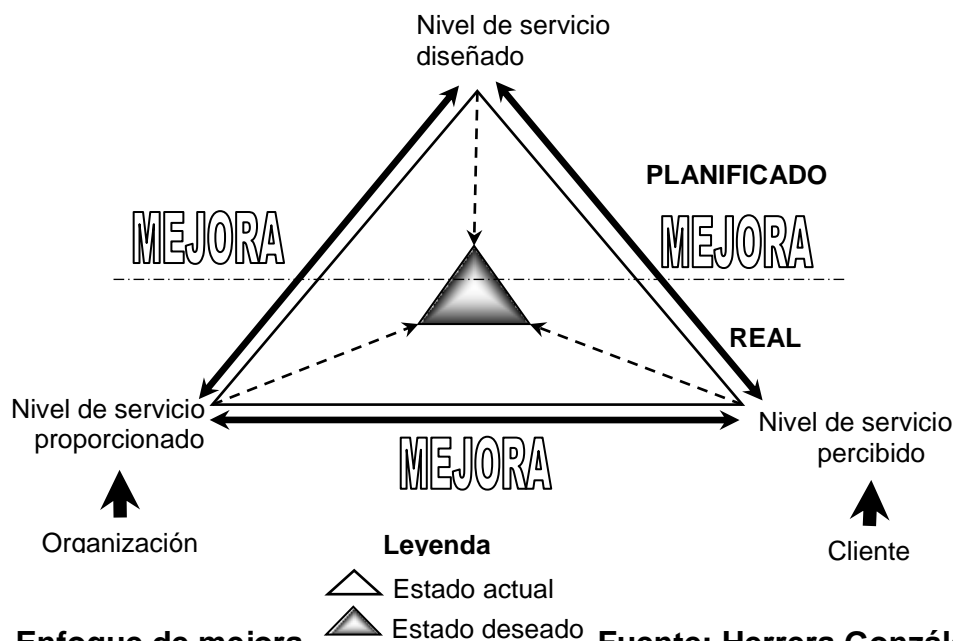 Nivel de servicio
diseñado
PLANIFICADO
MEJORA
MEJORA
REAL
Nivel de servicio
proporcionado
Nivel de servicio
percibido
MEJORA
Organización
Cliente
Leyenda
Estado actual
Estado deseado
Enfoque de mejora
Fuente: Herrera